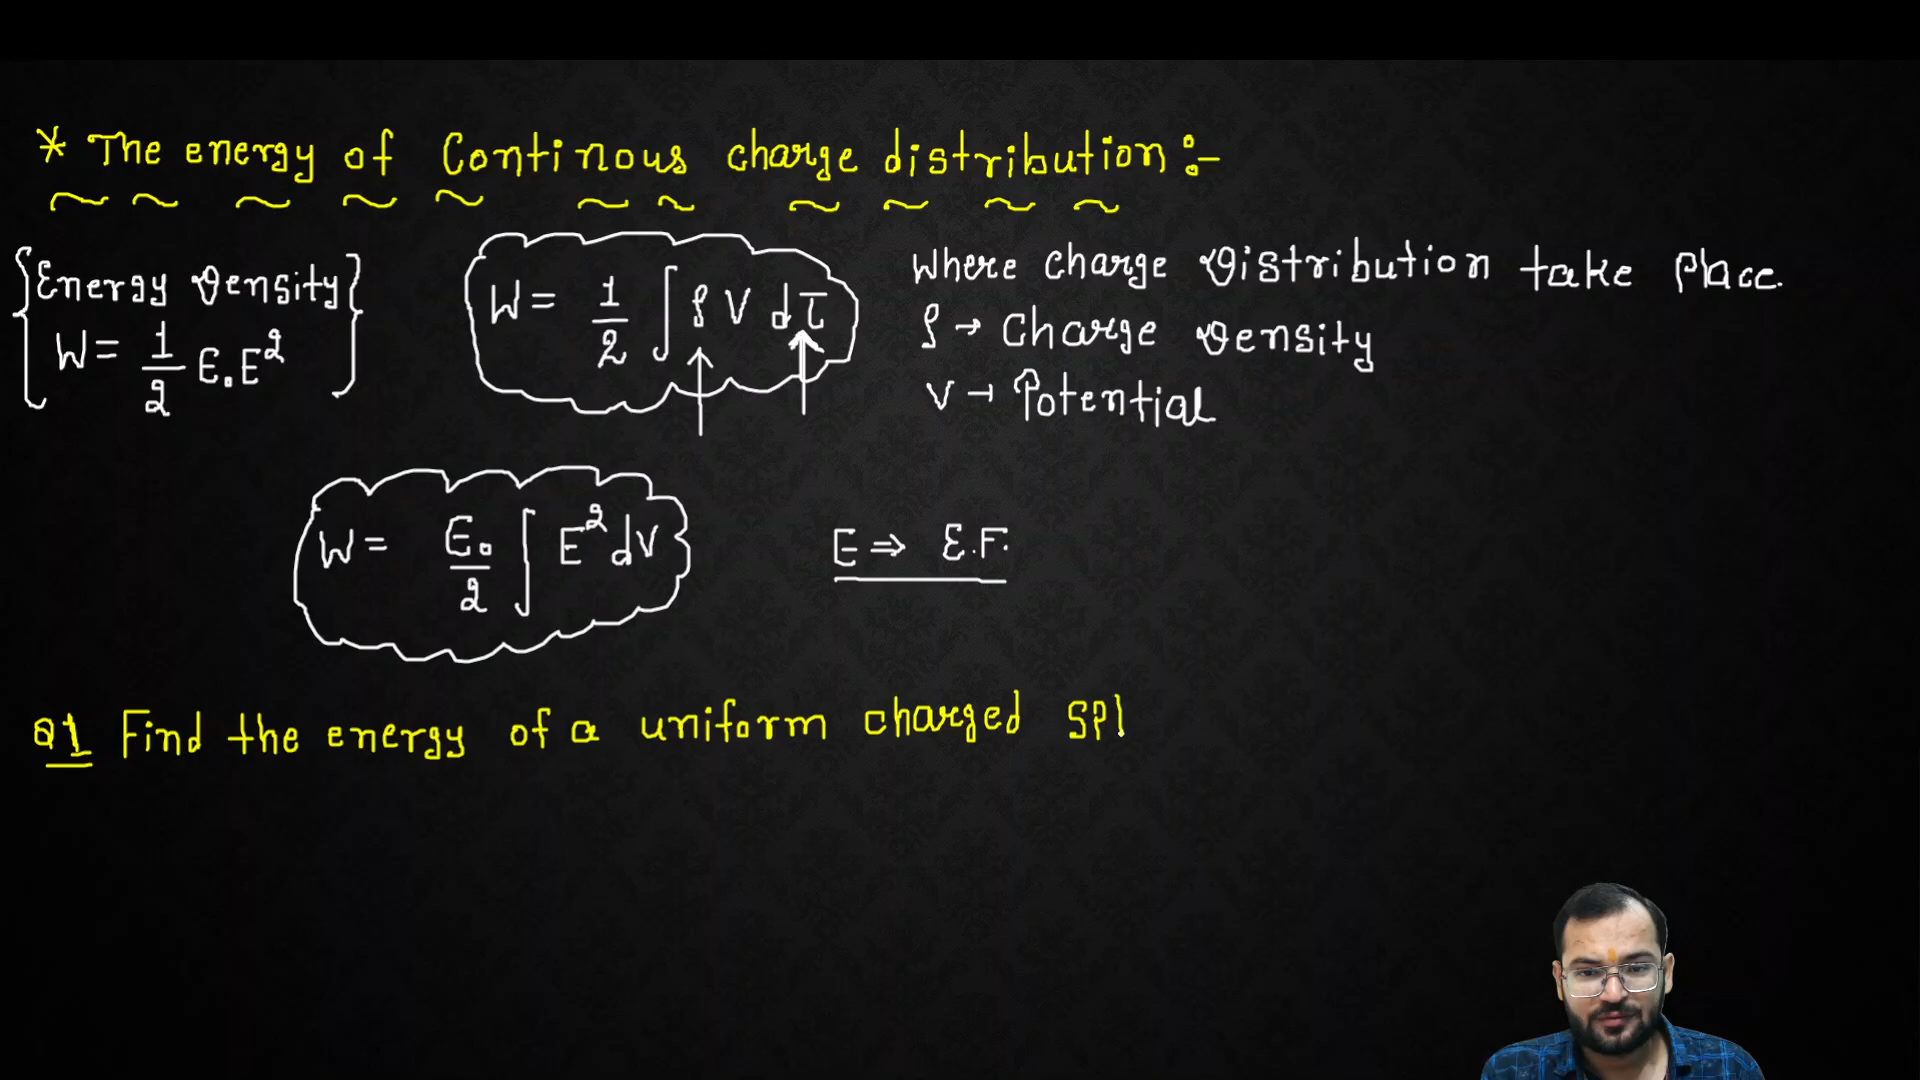 * The energy of Continous charge distribution:-
{Energy Density}
W = 1/2 ε₀E²
W = 1/2 ∫ ρ V dτ
Where charge Distribution take Place.
ρ → Charge Density
V → Potential
W = ε₀/2 ∫ E² dV
E ⇒ E.F.
Q1 Find the energy of a uniform charged SPl